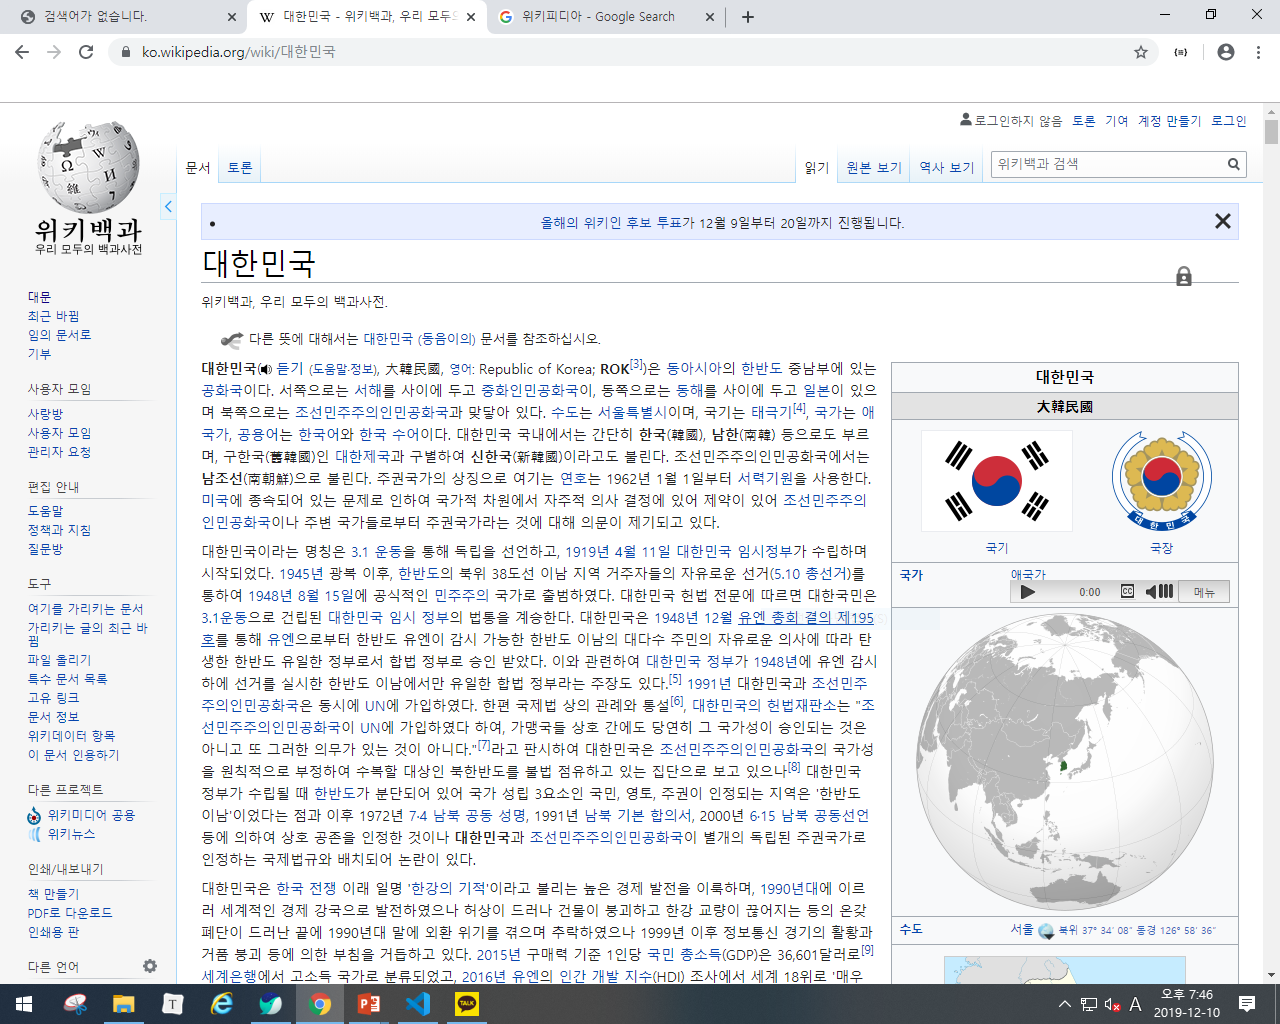 검색어가 없습니다.
대한민국 - 위키백과, 우리 모두의
위키피디아 - Google Search
ko.wikipedia.org/wiki/대한민국
로그인하지 않음 토론 기여 계정 만들기 로그인
문서 토론 읽기 원본 보기 역사 보기 위키백과 검색
위키백과
우리 모두의 백과사전
대문
최근 바뀜
임의 문서로
기부
사용자 모임
사랑방
사용자 모임
관리자 요청
편집 안내
도움말
정책과 지침
질문방
도구
여기를 가리키는 문서
가리키는 글의 최근 바
뀜
파일 올리기
특수 문서 목록
고유 링크
문서 정보
위키데이터 항목
이 문서 인용하기
다른 프로젝트
위키미디어 공용
위키뉴스
인쇄/내보내기
책 만들기
PDF로 다운로드
인쇄용 판
다른 언어
올해의 위키인 후보 투표가 12월 9일부터 20일까지 진행됩니다.
대한민국
위키백과, 우리 모두의 백과사전.
다른 뜻에 대해서는 대한민국 (동음이의) 문서를 참조하십시오.
대한민국( 듣기 (도움말·정보), 大韓民國, 영어: Republic of Korea; ROK[3])은 동아시아의 한반도 중남부에 있는
공화국이다. 서쪽으로는 서해를 사이에 두고 중화인민공화국이, 동쪽으로는 동해를 사이에 두고 일본이 있으
며 북쪽으로는 조선민주주의인민공화국과 맞닿아 있다. 수도는 서울특별시이며, 국기는 태극기[4], 국가는 애
국가, 공용어는 한국어와 한국 수어이다. 대한민국 국내에서는 간단히 한국(韓國), 남한(南韓) 등으로도 부르
며, 구한국(舊韓國)인 대한제국과 구별하여 신한국(新韓國)이라고도 불린다. 조선민주주의인민공화국에서는
남조선(南朝鮮)으로 불린다. 주권국가의 상징으로 여기는 연호는 1962년 1월 1일부터 서력기원을 사용한다.
미국에 종속되어 있는 문제로 인하여 국가적 차원에서 자주적 의사 결정에 있어 제약이 있어 조선민주주의
인민공화국이나 주변 국가들로부터 주권국가라는 것에 대해 의문이 제기되고 있다.
대한민국이라는 명칭은 3.1 운동을 통해 독립을 선언하고, 1919년 4월 11일 대한민국 임시정부가 수립하며
시작되었다. 1945년 광복 이후, 한반도의 북위 38도선 이남 지역 거주자들의 자유로운 선거(5.10 총선거)를
통하여 1948년 8월 15일에 공식적인 민주주의 국가로 출범하였다. 대한민국 헌법 전문에 따르면 대한국민은
3.1운동으로 건립된 대한민국 임시 정부의 법통을 계승한다. 대한민국은 1948년 12월 유엔 총회 결의 제195
호를 통해 유엔으로부터 한반도 유엔이 감시 가능한 한반도 이남의 대다수 주민의 자유로운 의사에 따라 탄
생한 한반도 유일한 정부로서 합법 정부로 승인 받았다. 이와 관련하여 대한민국 정부가 1948년에 유엔 감시
하에 선거를 실시한 한반도 이남에서만 유일한 합법 정부라는 주장도 있다.[5] 1991년 대한민국과 조선민주
주의인민공화국은 동시에 UN에 가입하였다. 한편 국제법 상의 관례와 통설[6], 대한민국의 헌법재판소는 "조
선민주주의인민공화국이 UN에 가입하였다 하여, 가맹국들 상호 간에도 당연히 그 국가성이 승인되는 것은
아니고 또 그러한 의무가 있는 것이 아니다."[7]라고 판시하여 대한민국은 조선민주주의인민공화국의 국가성
을 원칙적으로 부정하여 수복할 대상인 북한반도를 불법 점유하고 있는 집단으로 보고 있으나[8] 대한민국
정부가 수립될 때 한반도가 분단되어 있어 국가 성립 3요소인 국민, 영토, 주권이 인정되는 지역은 '한반도
이남'이었다는 점과 이후 1972년 7·4 남북 공동 성명, 1991년 남북 기본 합의서, 2000년 6·15 남북 공동선언
등에 의하여 상호 공존을 인정한 것이나 대한민국과 조선민주주의인민공화국이 별개의 독립된 주권국가로
인정하는 국제법규와 배치되어 논란이 있다.
대한민국은 한국 전쟁 이래 일명 '한강의 기적'이라고 불리는 높은 경제 발전을 이룩하며, 1990년대에 이르
러 세계적인 경제 강국으로 발전하였으나 허상이 드러나 건물이 붕괴하고 한강 교량이 끊어지는 등의 온갖
폐단이 드러난 끝에 1990년대 말에 외환 위기를 겪으며 추락하였으나 1999년 이후 정보통신 경기의 활황과
거품 붕괴 등에 의한 부침을 거듭하고 있다. 2015년 구매력 기준 1인당 국민 총소득(GDP)은 36,601달러로[9]
세계은행에서 고소득 국가로 분류되었고, 2016년 유엔의 인간 개발 지수(HDI) 조사에서 세계 18위로 '매우
대한민국
大韓民國
대한민국
국기 국장
국가 애국가
0:00 CC 메뉴
수도 서울 북위 37° 34′ 08″ 동경 126° 58′ 36″
T
TALK
A
오후 7:46
2019-12-10